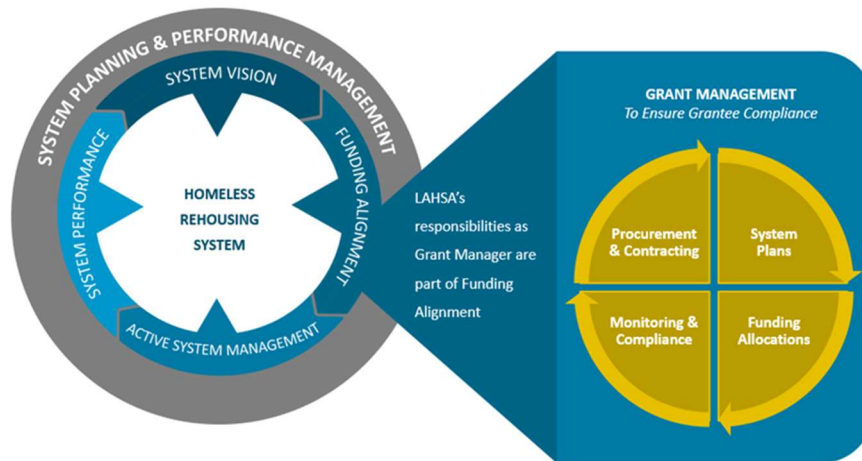 SYSTEM PLANNING & PERFORMANCE MANAGEMENT
SYSTEM VISION
FUNDING ALIGNMENT
ACTIVE SYSTEM MANAGEMENT
SYSTEM PERFORMANCE
HOMELESS
REHOUSING
SYSTEM
LAHSA's
responsibilities as
Grant Manager are
part of Funding
Alignment
GRANT MANAGEMENT
To Ensure Grantee Compliance
Procurement
& Contracting
System
Plans
Monitoring &
Compliance
Funding
Allocations